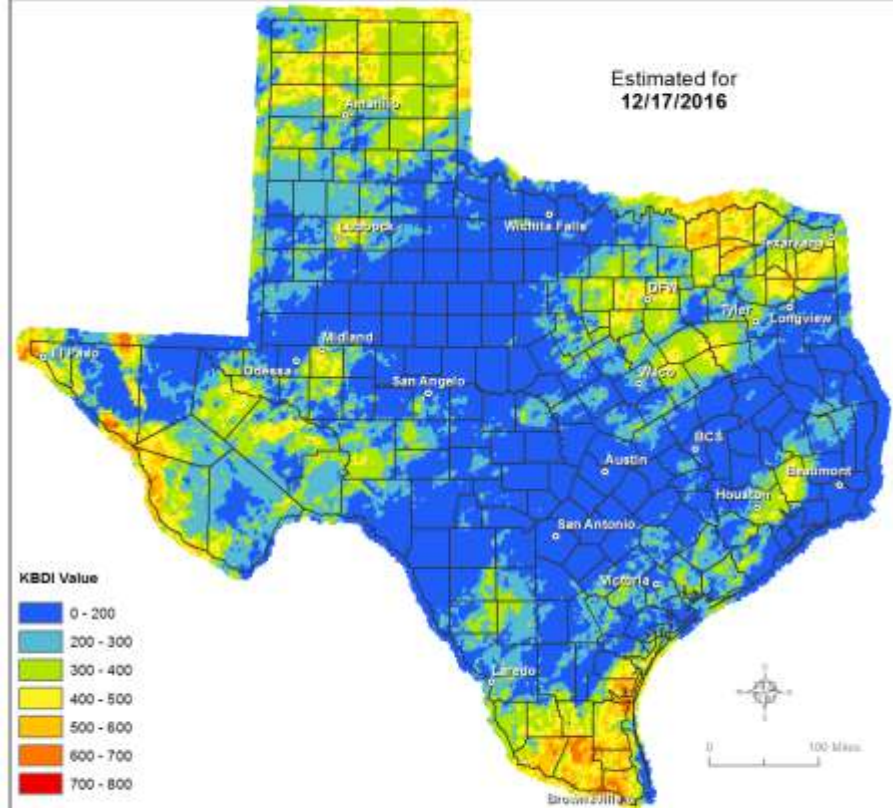 Estimated for
12/17/2016
Amarillo
Lubbock
Wichita Falls
Texarkana
DFW
Tyler
Longview
El Paso
Midland
Odessa
San Angelo
Waco
BCS
Austin
Beaumont
Houston
San Antonio
Victoria
Laredo
Brownsville
KBDI Value
0 - 200
200 - 300
300 - 400
400 - 500
500 - 600
600 - 700
700 - 800
0 100 Miles